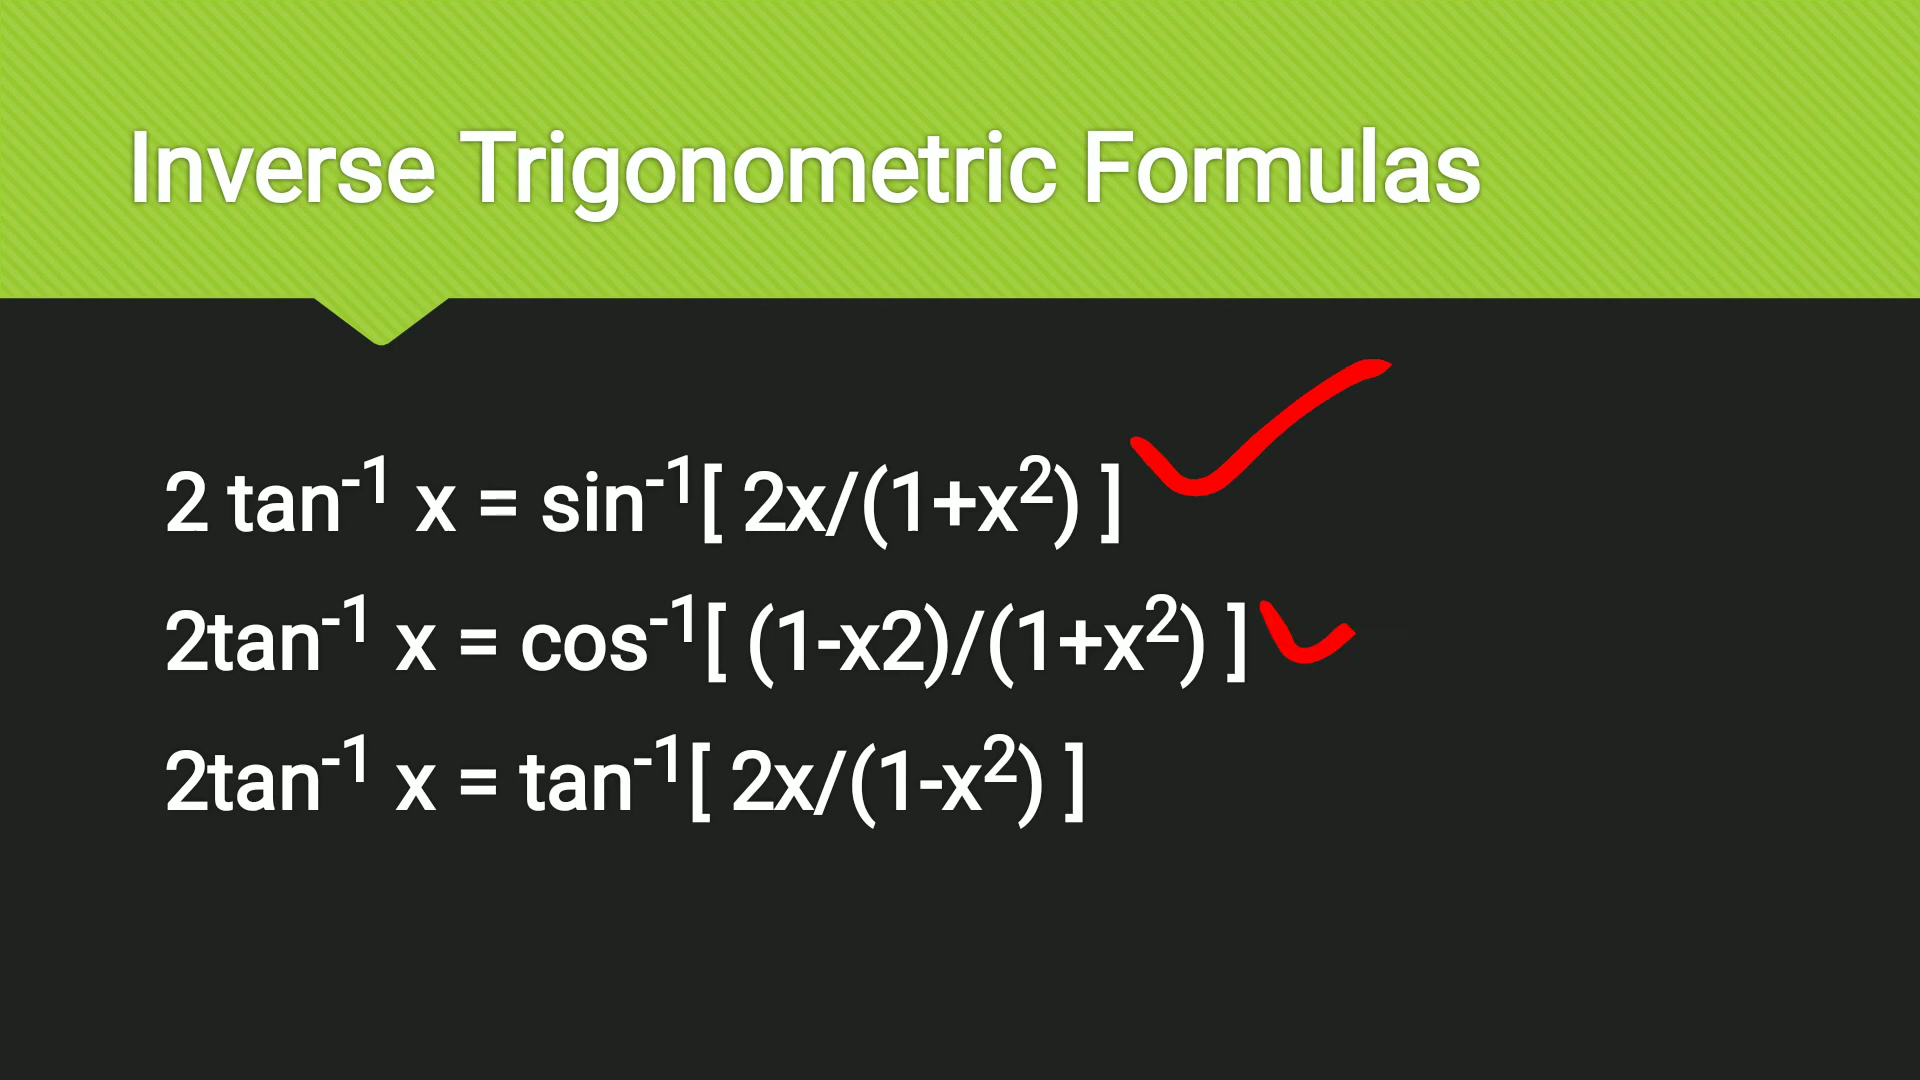 Inverse Trigonometric Formulas
2 tan⁻¹ x = sin⁻¹[ 2x/(1+x²) ]
2tan⁻¹ x = cos⁻¹[ (1-x2)/(1+x²) ]
2tan⁻¹ x = tan⁻¹[ 2x/(1-x²) ]